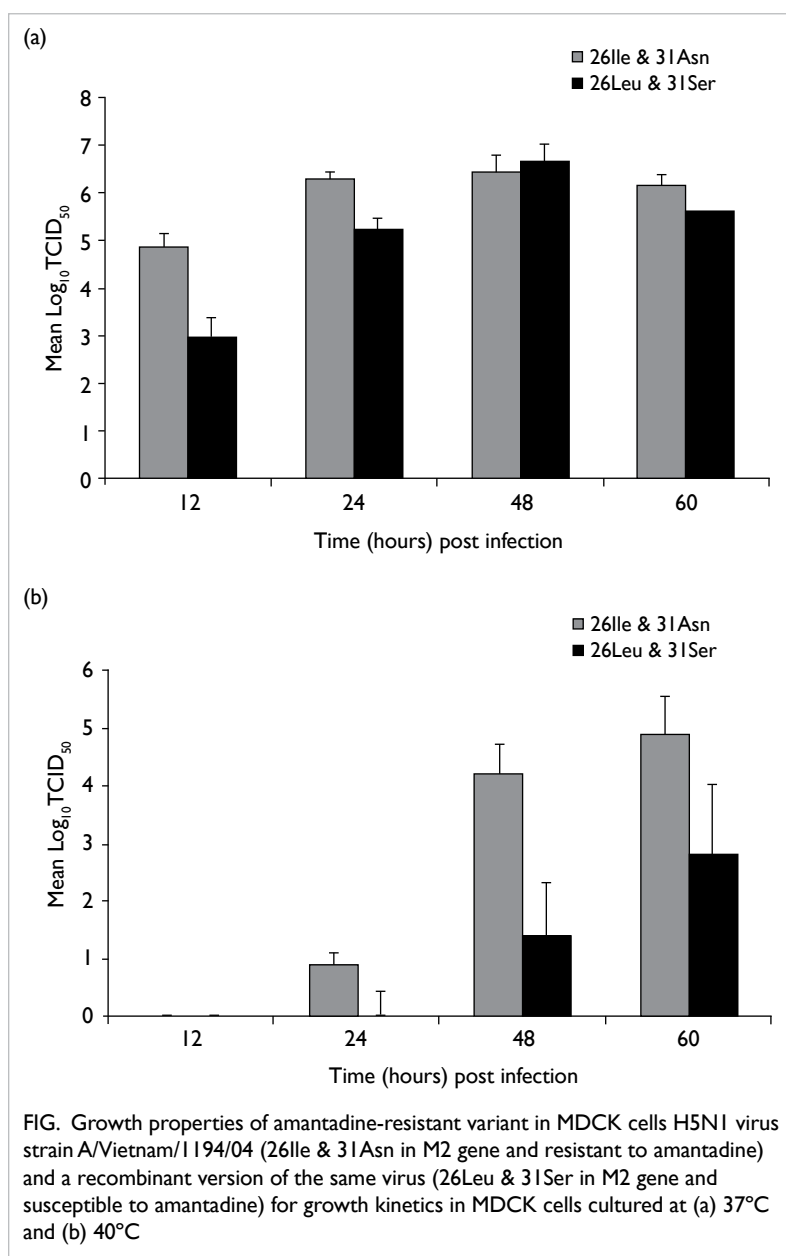 (a)
26Ile & 31Asn
26Leu & 31Ser
8
7
6
5
4
3
2
1
0
Mean Log10 TCID50
12 24 48 60
Time (hours) post infection
(b)
26Ile & 31Asn
26Leu & 31Ser
6
5
4
3
2
1
0
Mean Log10 TCID50
12 24 48 60
Time (hours) post infection
FIG. Growth properties of amantadine-resistant variant in MDCK cells H5N1 virus
strain A/Vietnam/1194/04 (26Ile & 31Asn in M2 gene and resistant to amantadine)
and a recombinant version of the same virus (26Leu & 31Ser in M2 gene and
susceptible to amantadine) for growth kinetics in MDCK cells cultured at (a) 37ºC
and (b) 40ºC